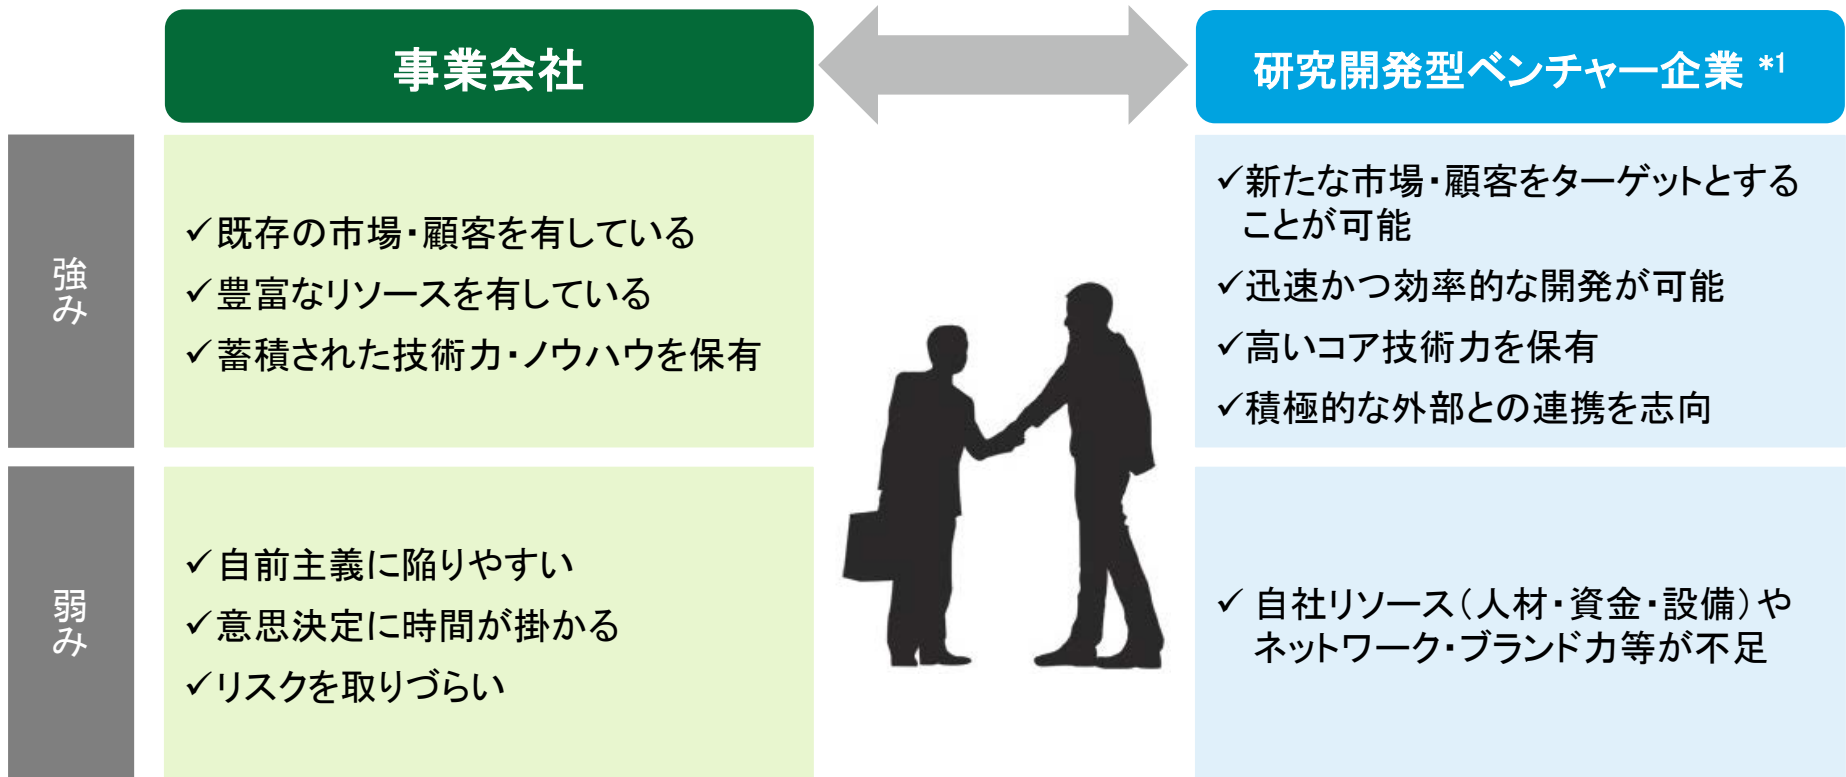 事業会社
研究開発型ベンチャー企業 *1
強み
✓既存の市場・顧客を有している
✓豊富なリソースを有している
✓蓄積された技術力・ノウハウを保有
✓新たな市場・顧客をターゲットとする
ことが可能
✓迅速かつ効率的な開発が可能
✓高いコア技術力を保有
✓積極的な外部との連携を志向
弱み
✓自前主義に陥りやすい
✓意思決定に時間が掛かる
✓リスクを取りづらい
✓ 自社リソース（人材・資金・設備）や
ネットワーク・ブランド力等が不足